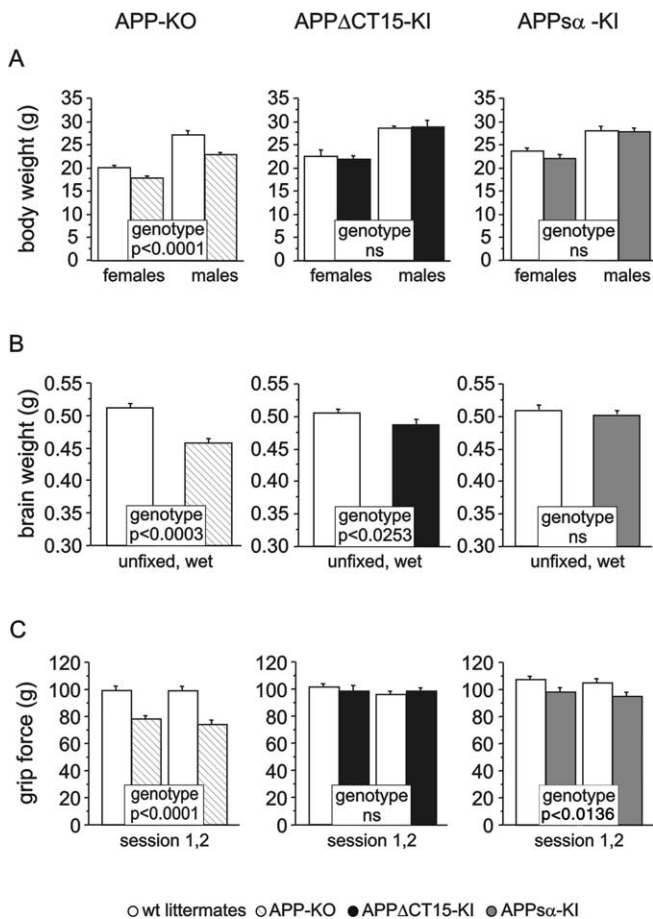 APP-KO APPΔCT15-KI APPsα -KI
A
body weight (g)
35 35 35
30 30 30
25 25 25
20 20 20
15 15 15
10 10 10
5 5 5
0 0 0
genotype genotype genotype
p<0.0001 ns ns
females males females males females males
B
brain weight (g)
0.55 0.55 0.55
0.50 0.50 0.50
0.45 0.45 0.45
0.40 0.40 0.40
0.35 0.35 0.35
0.30 0.30 0.30
genotype genotype genotype
p<0.0003 p<0.0253 ns
unfixed, wet unfixed, wet unfixed, wet
C
grip force (g)
120 120 120
100 100 100
80 80 80
60 60 60
40 40 40
20 20 20
0 0 0
genotype genotype genotype
p<0.0001 ns p<0.0136
session 1,2 session 1,2 session 1,2
wt littermates APP-KO APPΔCT15-KI APPsα-KI